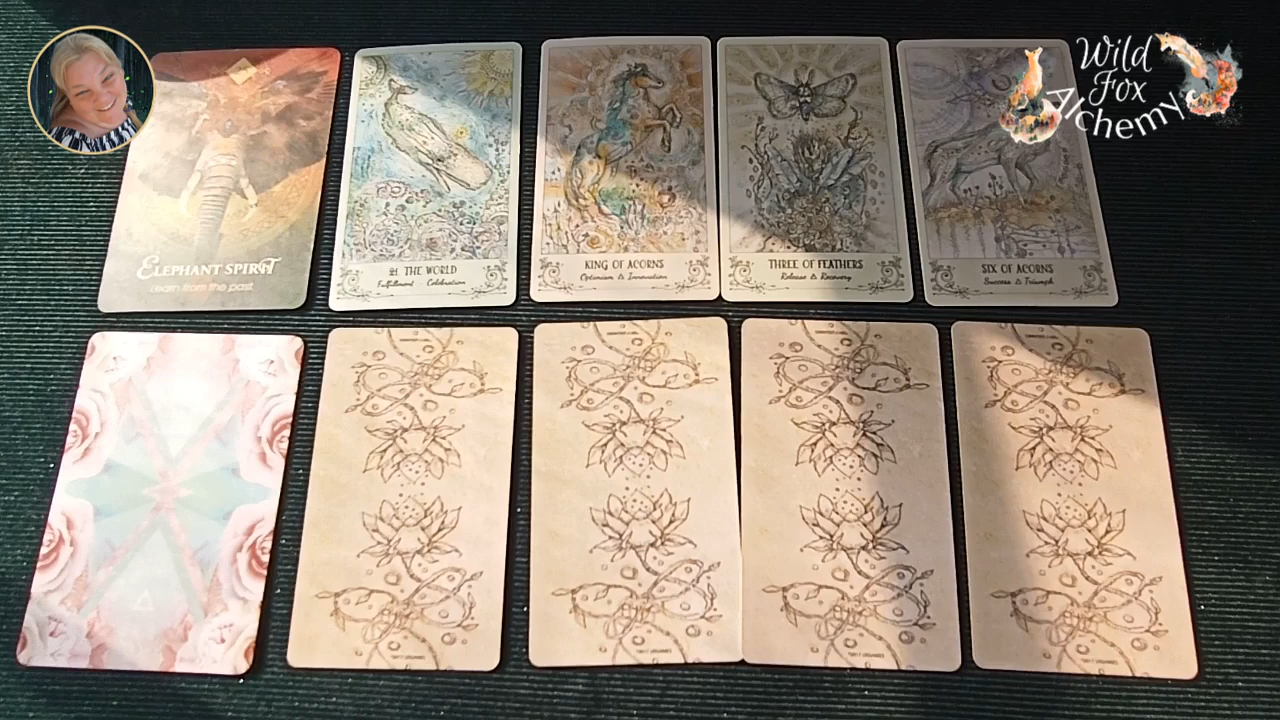 Wild
Fox
Alchemy
ELEPHANT SPIRIT
Learn from the past
21. THE WORLD
Fulfillment Celebration
KING OF ACORNS
Optimism & Innovation
THREE OF FEATHERS
Release & Recovery
SIX OF ACORNS
Success & Triumph